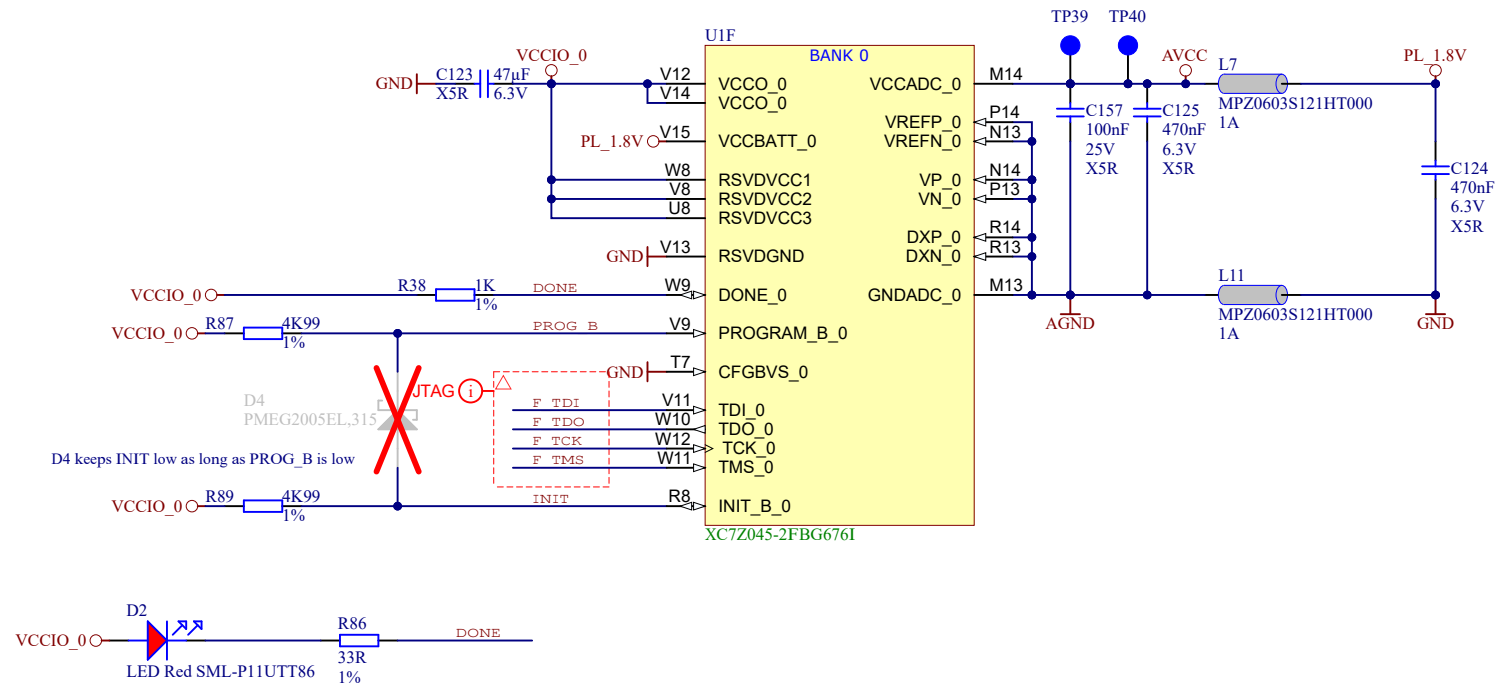 TP39 TP40
U1F
BANK 0
VCCIO_0
AVCC
PL_1.8V
GND
C123 47µF
X5R 6.3V
V12 VCCO_0
V14 VCCO_0
VCCADC_0 M14
L7
MPZ0603S121HT000
1A
PL_1.8V V15 VCCBATT_0
VREFP_0 P14
VREFN_0 N13
C157
100nF
25V
X5R
C125
470nF
6.3V
X5R
W8 RSVDVCC1
V8 RSVDVCC2
U8 RSVDVCC3
VP_0 N14
VN_0 P13
C124
470nF
6.3V
X5R
GND V13 RSVDGND
DXP_0 R14
DXN_0 R13
VCCIO_0 R38 1K
1%
DONE W9 DONE_0
GNDADC_0 M13
L11
MPZ0603S121HT000
1A
AGND
GND
VCCIO_0 R87 4K99
1%
PROG_B V9 PROGRAM_B_0
GND T7 CFGBVS_0
JTAG i
D4
PMEG2005EL,315
F_TDI V11 TDI_0
F_TDO W10 TDO_0
F_TCK W12 TCK_0
F_TMS W11 TMS_0
D4 keeps INIT low as long as PROG_B is low
VCCIO_0 R89 4K99
1%
INIT R8 INIT_B_0
XC7Z045-2FBG676I
D2
VCCIO_0
LED Red SML-P11UTT86
R86
33R
1%
DONE